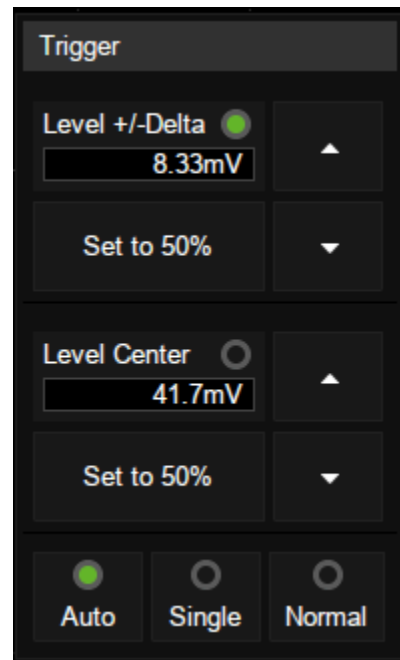 Trigger
Level +/-Delta
8.33mV
Set to 50%
Level Center
41.7mV
Set to 50%
Auto Single Normal